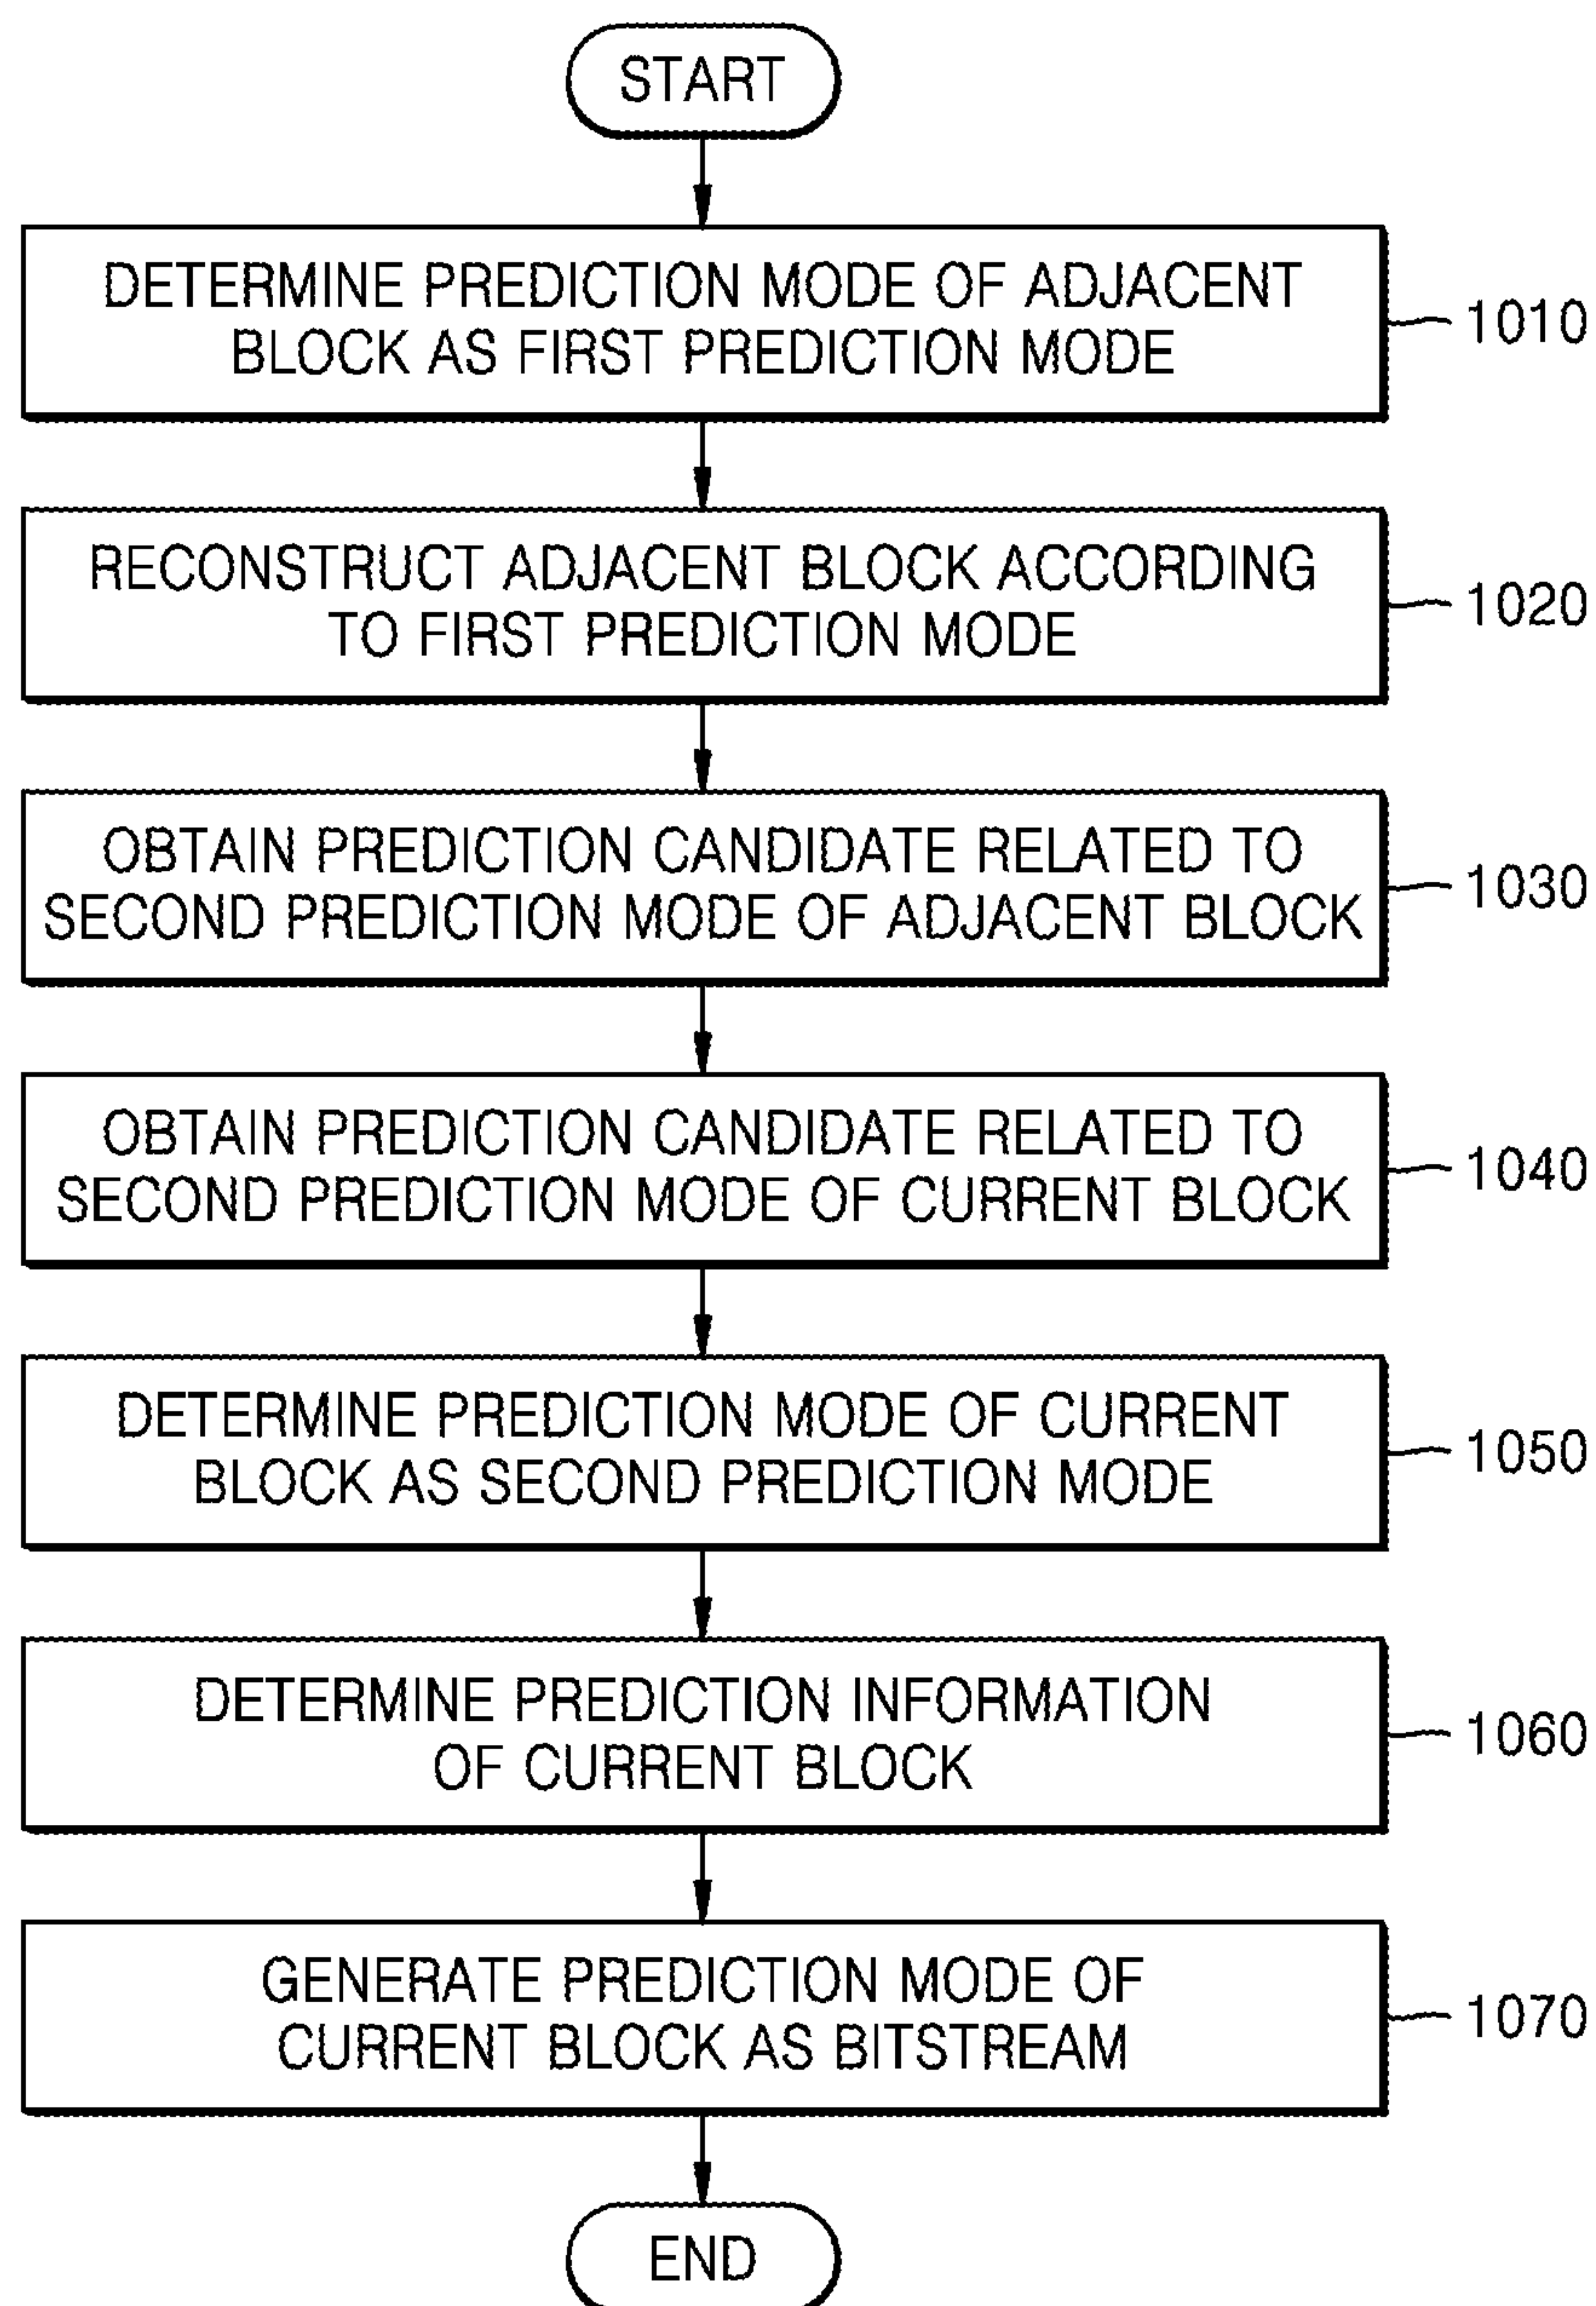 START
DETERMINE PREDICTION MODE OF ADJACENT
BLOCK AS FIRST PREDICTION MODE
1010
RECONSTRUCT ADJACENT BLOCK ACCORDING
TO FIRST PREDICTION MODE
1020
OBTAIN PREDICTION CANDIDATE RELATED TO
SECOND PREDICTION MODE OF ADJACENT BLOCK
1030
OBTAIN PREDICTION CANDIDATE RELATED TO
SECOND PREDICTION MODE OF CURRENT BLOCK
1040
DETERMINE PREDICTION MODE OF CURRENT
BLOCK AS SECOND PREDICTION MODE
1050
DETERMINE PREDICTION INFORMATION
OF CURRENT BLOCK
1060
GENERATE PREDICTION MODE OF
CURRENT BLOCK AS BITSTREAM
1070
END